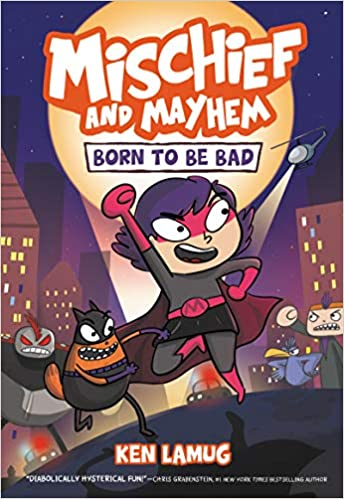 MISCHIEF
AND MAYHEM
BORN TO BE BAD
M
KEN LAMUG
"DIABOLICALLY HYSTERICAL FUN!"—CHRIS GRABENSTEIN, #1 NEW YORK TIMES BESTSELLING AUTHOR